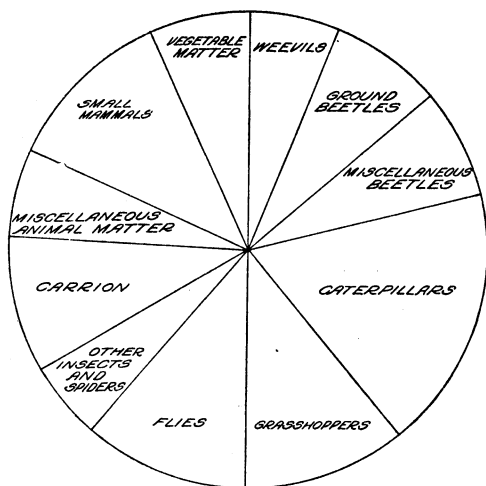 VEGETABLE
MATTER
WEEVILS
GROUND
BEETLES
MISCELLANEOUS
BEETLES
CATERPILLARS
GRASSHOPPERS
FLIES
OTHER
INSECTS
AND
SPIDERS
CARRION
MISCELLANEOUS
ANIMAL MATTER
SMALL
MAMMALS